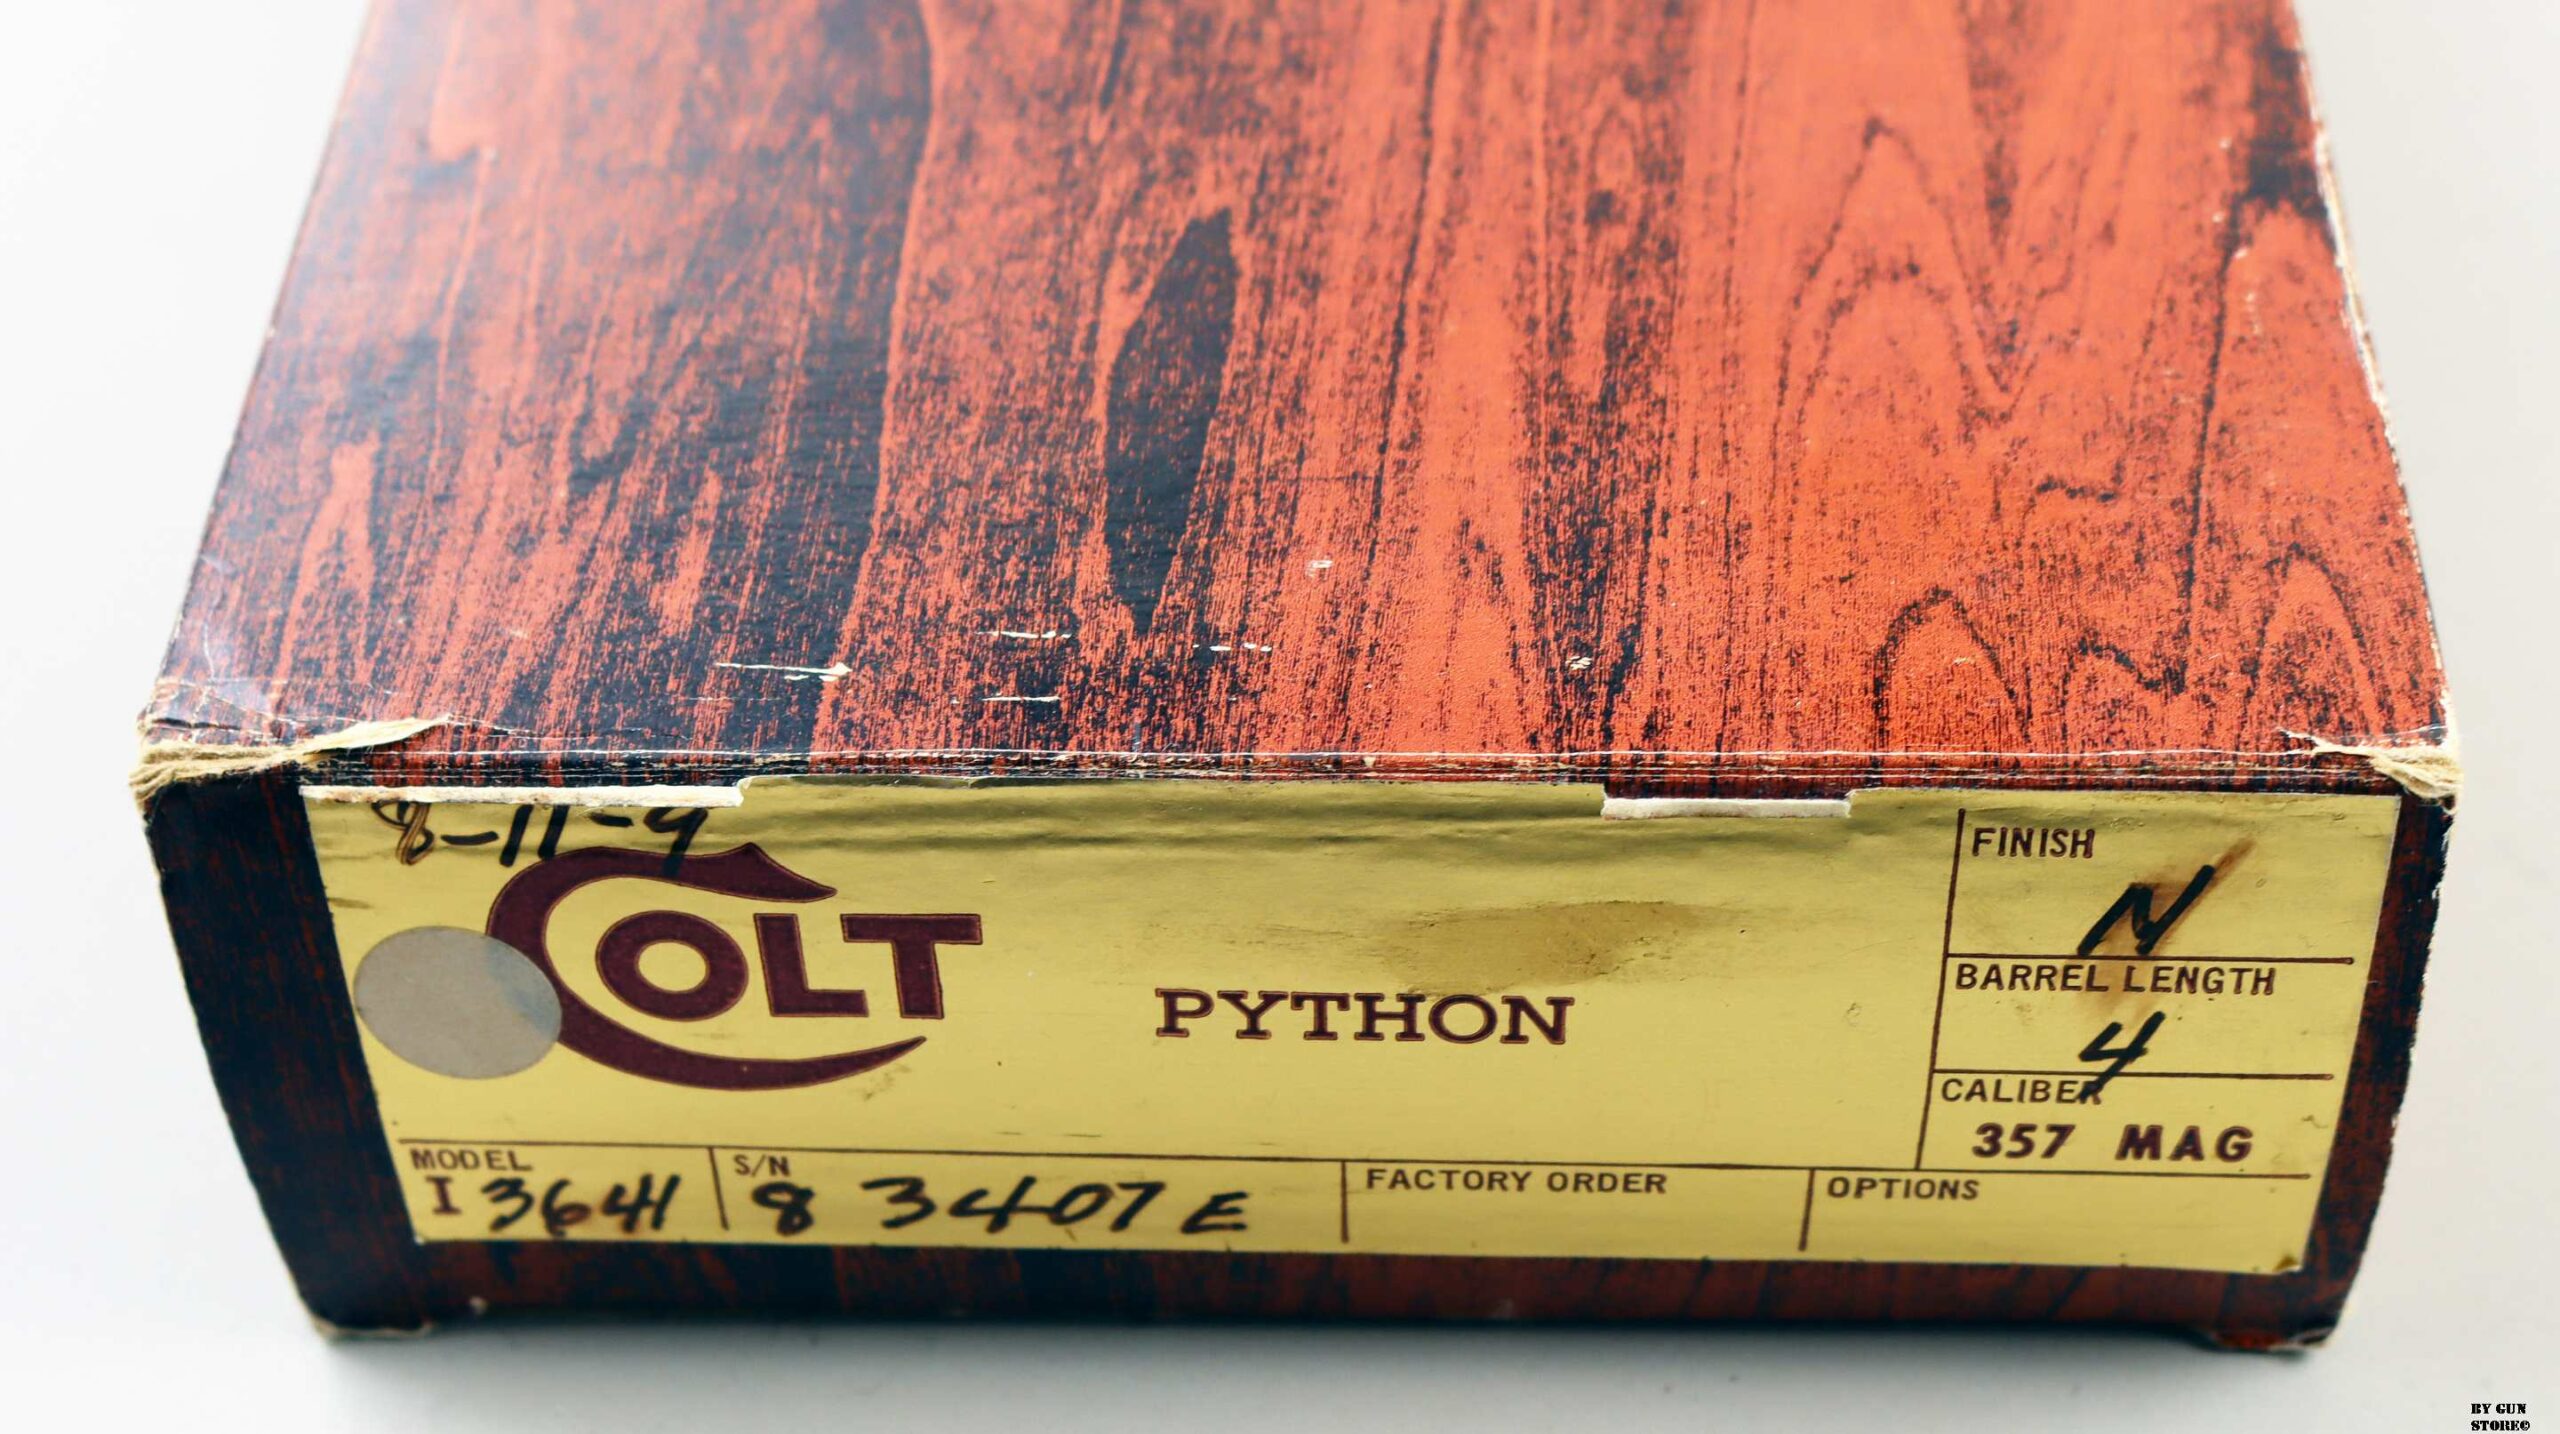 8-11-9
COLT
PYTHON
FINISH
N
BARREL LENGTH
4
CALIBER
357 MAG
MODEL
I 3641
S/N
8 3407 E
FACTORY ORDER
OPTIONS
BY GUN
STORE©